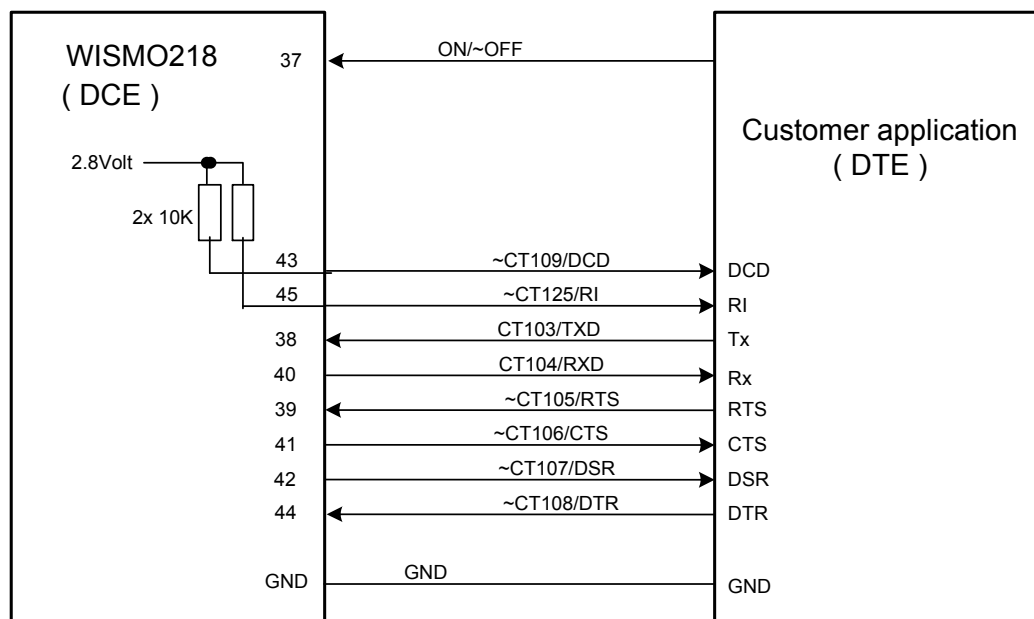 WISMO218
( DCE )
37
ON/~OFF
Customer application
( DTE )
2.8Volt
2x 10K
43
~CT109/DCD
DCD
45
~CT125/RI
RI
38
CT103/TXD
Tx
40
CT104/RXD
Rx
39
~CT105/RTS
RTS
41
~CT106/CTS
CTS
42
~CT107/DSR
DSR
44
~CT108/DTR
DTR
GND
GND
GND